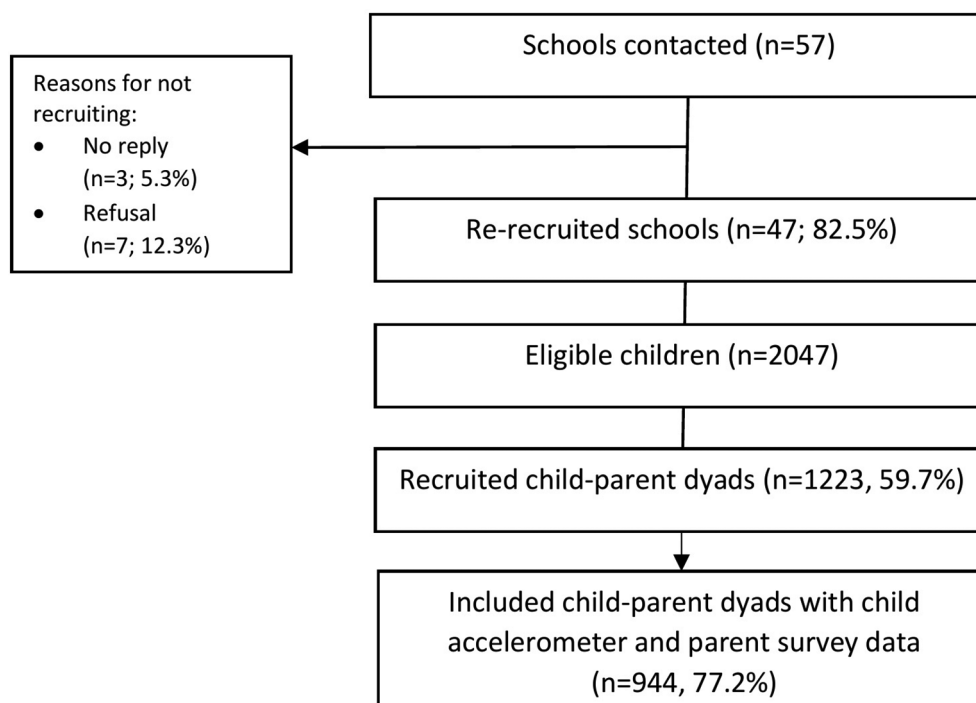 Schools contacted (n=57)
Reasons for not
recruiting:
• No reply
(n=3; 5.3%)
• Refusal
(n=7; 12.3%)
Re-recruited schools (n=47; 82.5%)
Eligible children (n=2047)
Recruited child-parent dyads (n=1223, 59.7%)
Included child-parent dyads with child
accelerometer and parent survey data
(n=944, 77.2%)